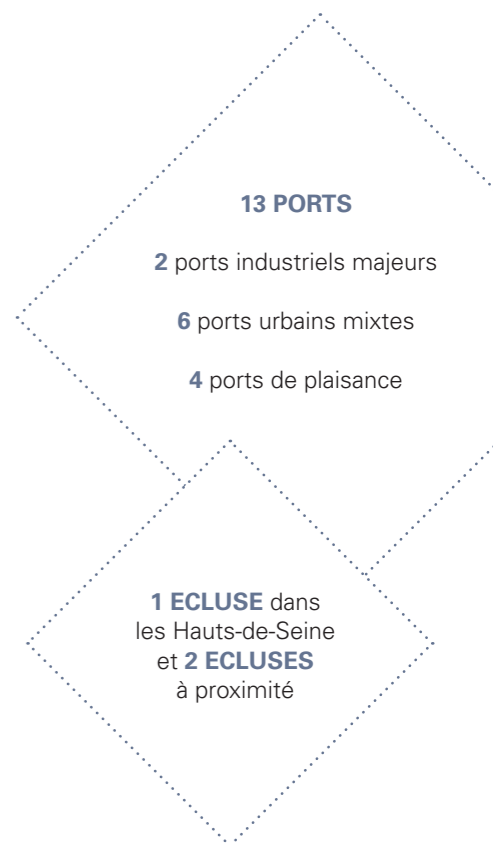 13 PORTS
2 ports industriels majeurs
6 ports urbains mixtes
4 ports de plaisance
1 ECLUSE dans
les Hauts-de-Seine
et 2 ECLUSES
à proximité